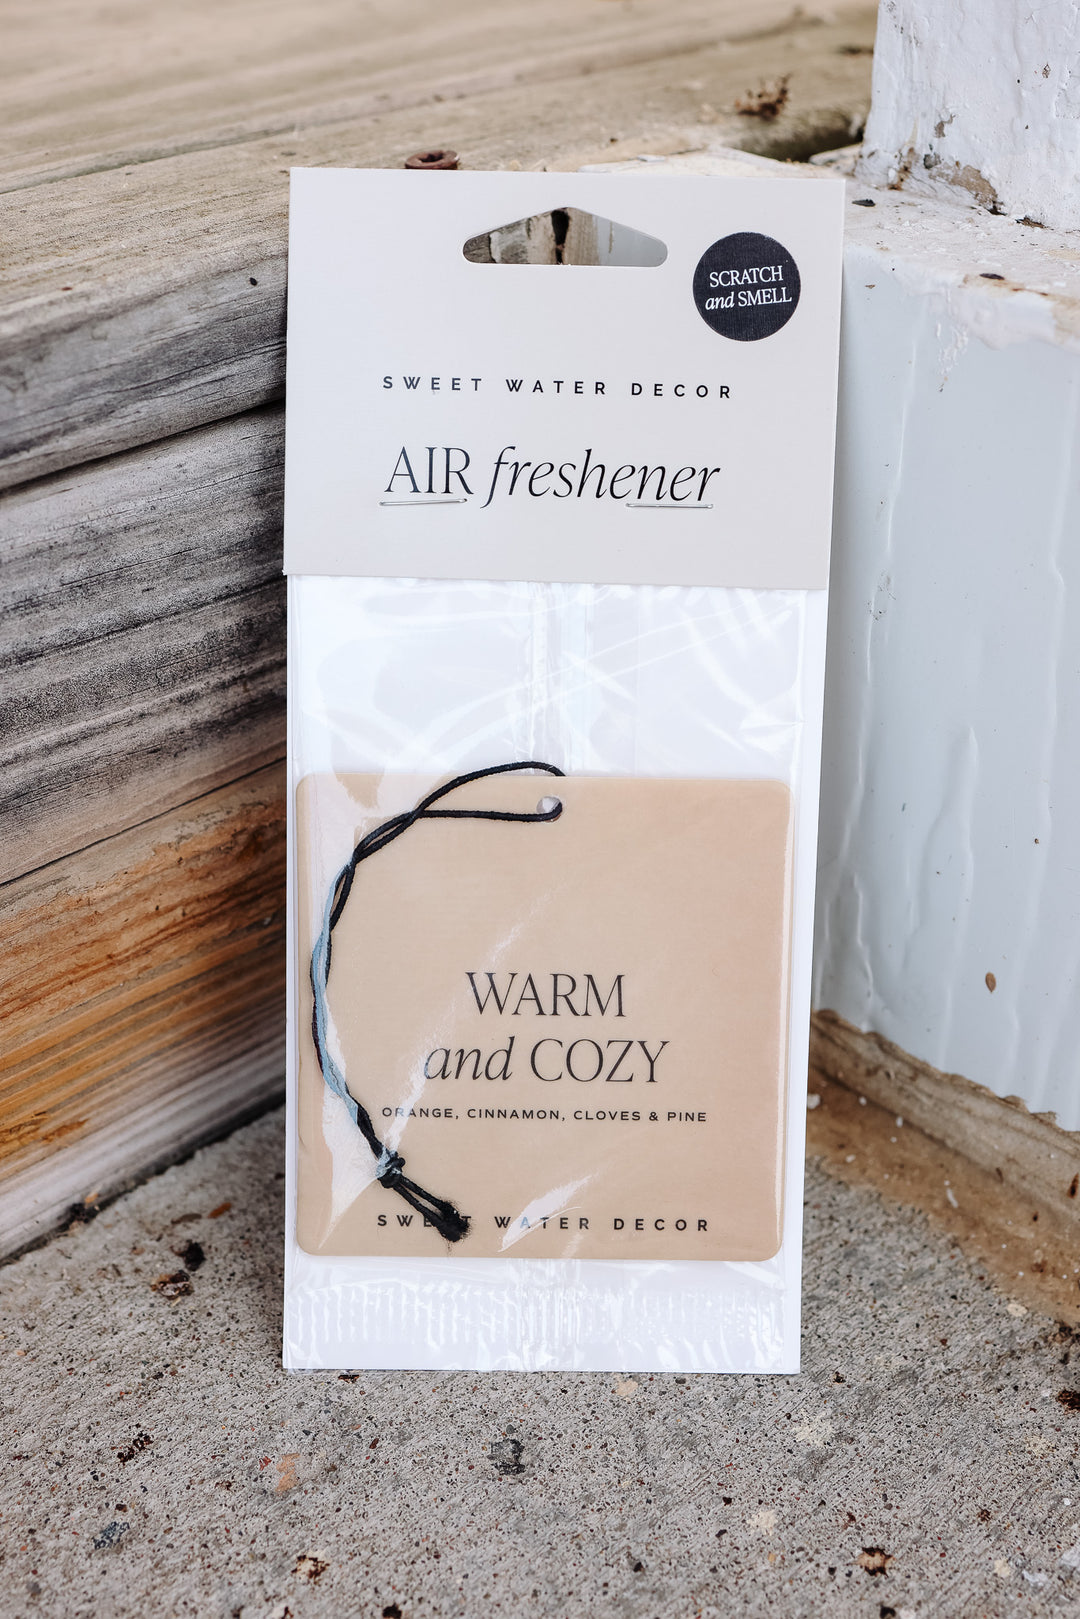 SCRATCH
and SMELL
SWEET WATER DECOR
AIR freshener
WARM
and COZY
ORANGE, CINNAMON, CLOVES & PINE
SWEET WATER DECOR